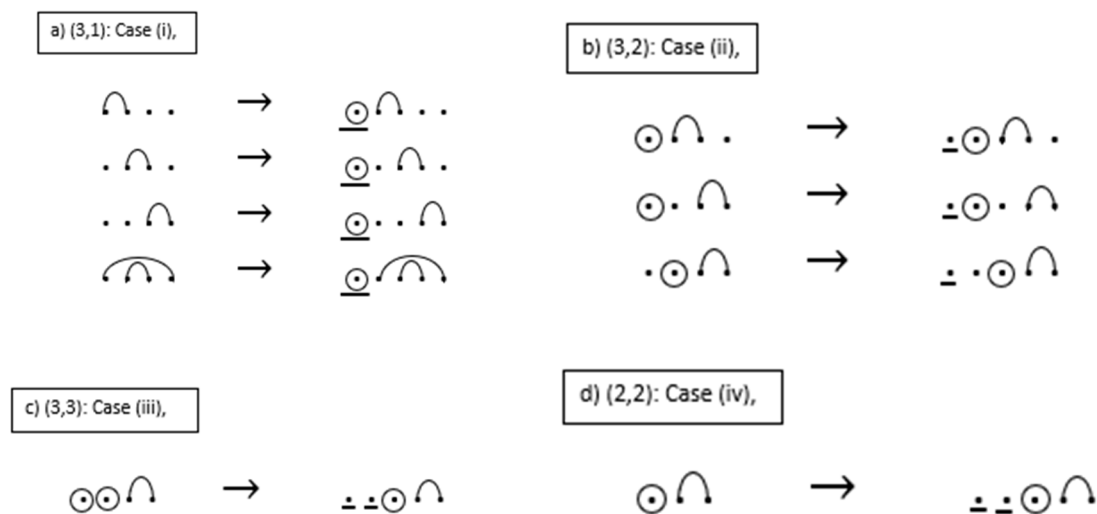 a) (3,1): Case (i),
b) (3,2): Case (ii),
c) (3,3): Case (iii),
d) (2,2): Case (iv),